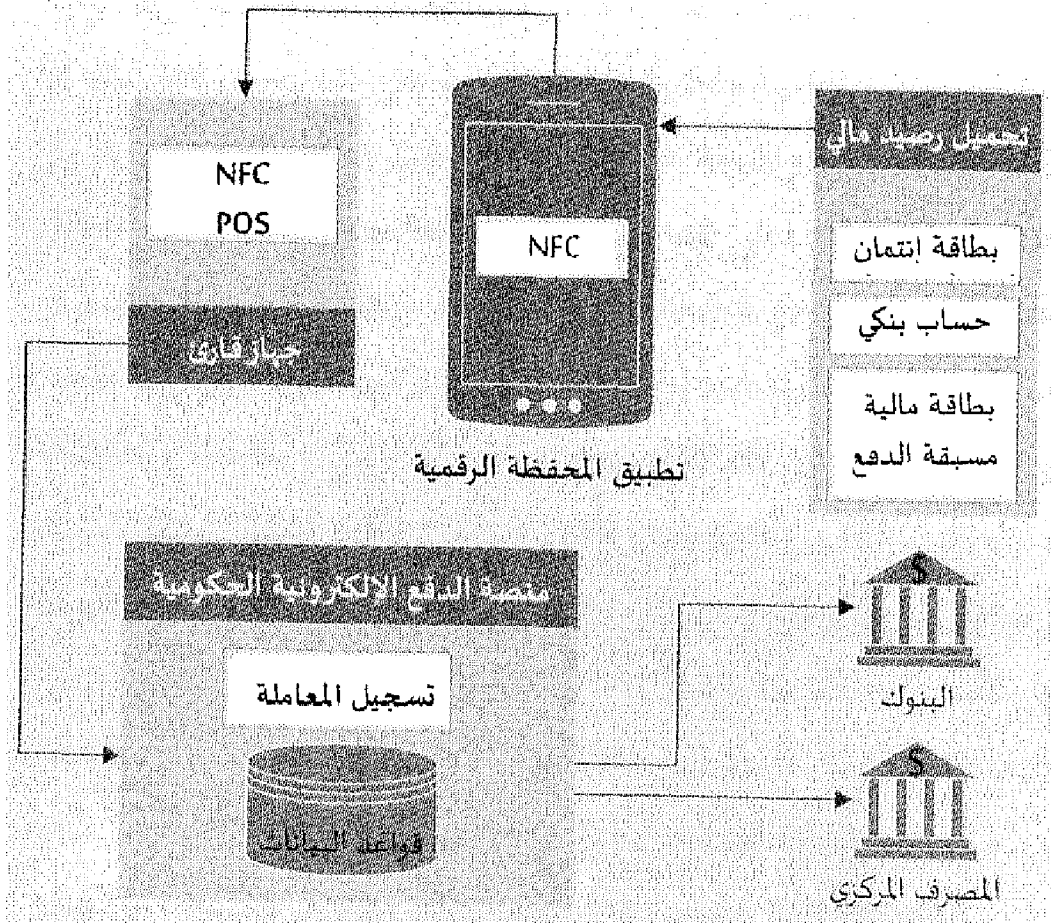 تحميل رصيد مالي
بطاقة إئتمان
حساب بنكي
بطاقة مالية
مسبقة الدفع
NFC
تطبيق المحفظة الرقمية
NFC
POS
جهاز قارئ
منصة الدفع الالكترونية الحكومية
تسجيل المعاملة
قواعد البيانات
$
البنوك
$
المصرف المركزي